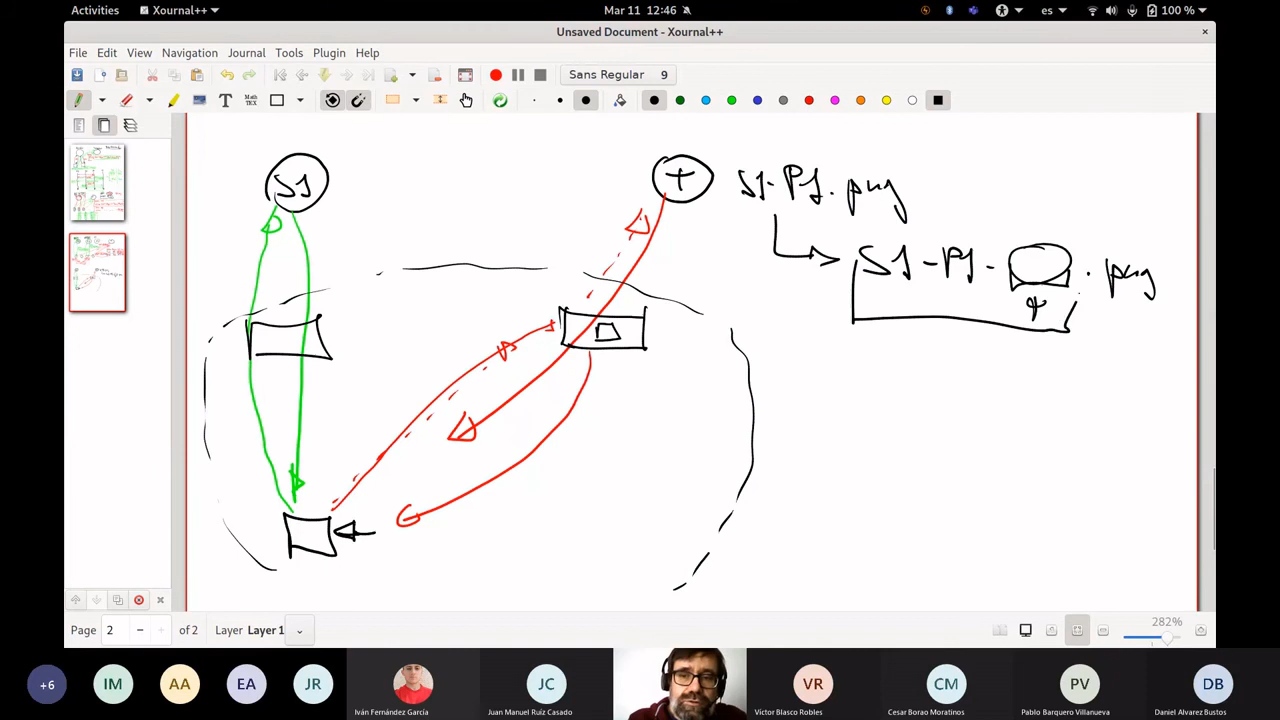 Activities Xournal++ Mar 11 12:46 es 100 %
Unsaved Document - Xournal++
File Edit View Navigation Journal Tools Plugin Help
Sans Regular 9
S1
+
S1-P1.png
S1-P1- .png
Page 2 of 2 Layer Layer 1 282%
+6 IM AA EA JR JC VR CM PV DB
Iván Fernández García Juan Manuel Ruíz Casado Víctor Blasco Robles Cesar Borao Moratinos Pablo Barquero Villanueva Daniel Alvarez Bustos